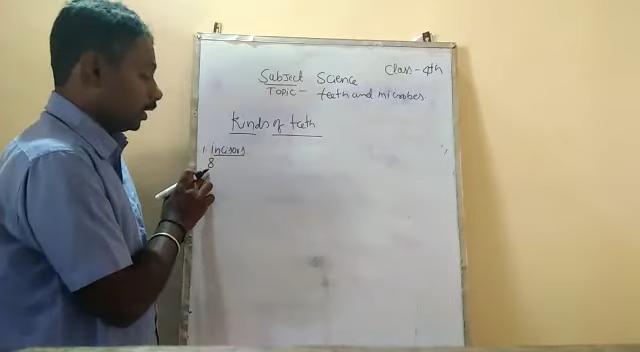 Class-4th
Subject Science
Topic- teeth and microbes
Kinds of teeth
1. Incisors
8